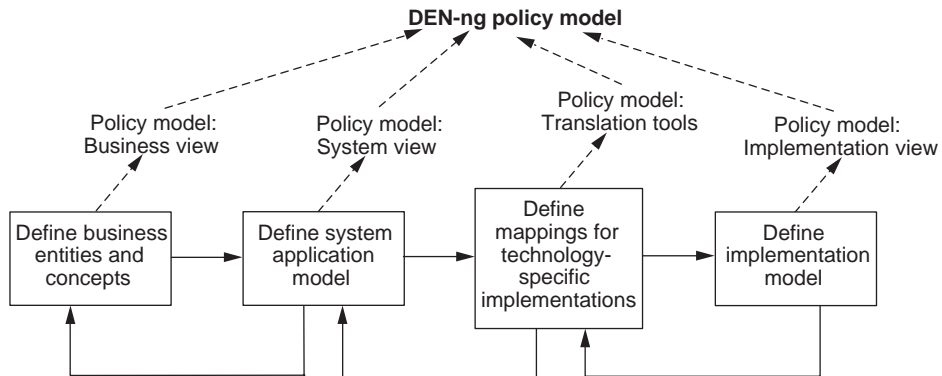 DEN-ng policy model
Policy model:
Business view
Policy model:
System view
Policy model:
Translation tools
Policy model:
Implementation view
Define business
entities and
concepts
Define system
application
model
Define
mappings for
technology-
specific
implementations
Define
implementation
model